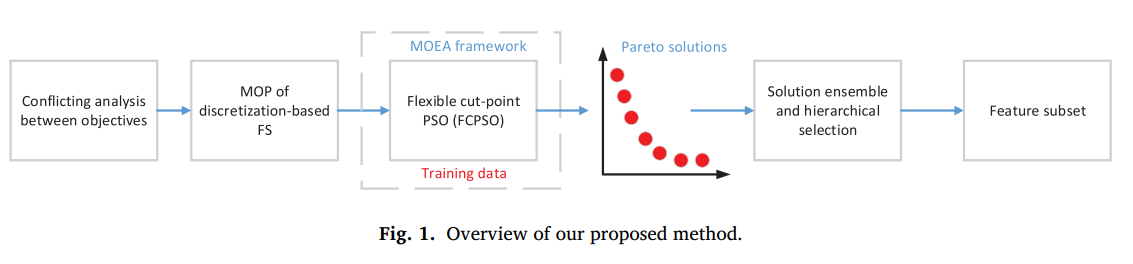 Conflicting analysis
between objectives
MOP of
discretization-based
FS
MOEA framework
Flexible cut-point
PSO (FCPSO)
Training data
Pareto solutions
Solution ensemble
and hierarchical
selection
Feature subset
Fig. 1. Overview of our proposed method.